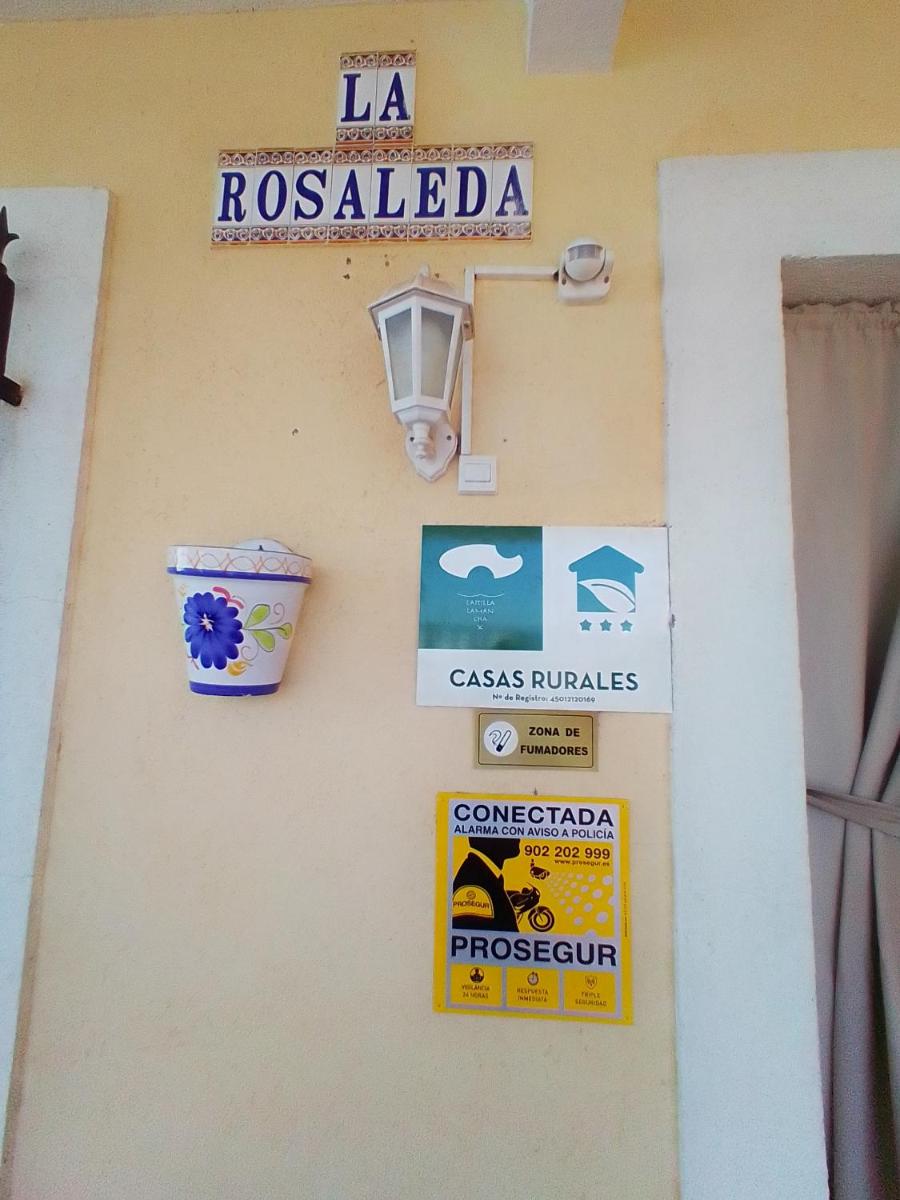 LA
ROSALEDA
CASTILLA
LA MAN
CHA
CASAS RURALES
Nº de Registro: 45012120169
ZONA DE
FUMADORES
CONECTADA
ALARMA CON AVISO A POLICÍA
902 202 999
www.prosegur.es
PROSEGUR
PROSEGUR
VIGILANCIA
24 HORAS
RESPUESTA
INMEDIATA
TRIPLE
SEGURIDAD